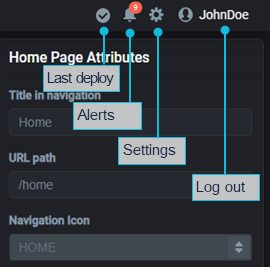 9
JohnDoe
Home Page Attributes
Last deploy
Title in navigation
Alerts
Home
Settings
URL path
/home
Log out
Navigation Icon
HOME